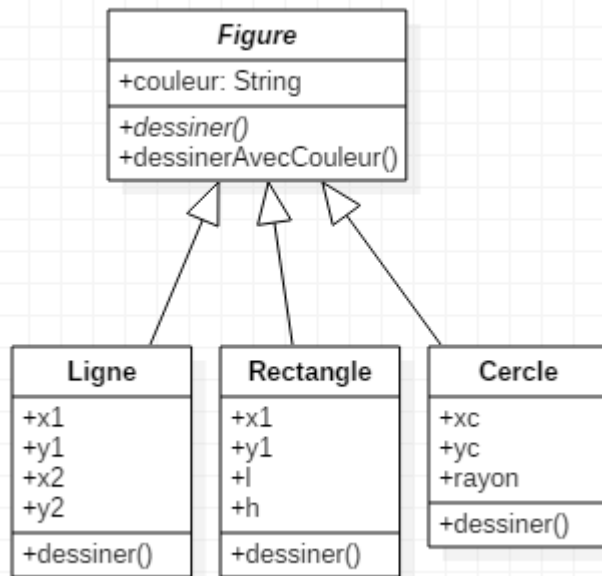 Figure
+couleur: String
+dessiner()
+dessinerAvecCouleur()
Ligne
+x1
+y1
+x2
+y2
+dessiner()
Rectangle
+x1
+y1
+l
+h
+dessiner()
Cercle
+xc
+yc
+rayon
+dessiner()